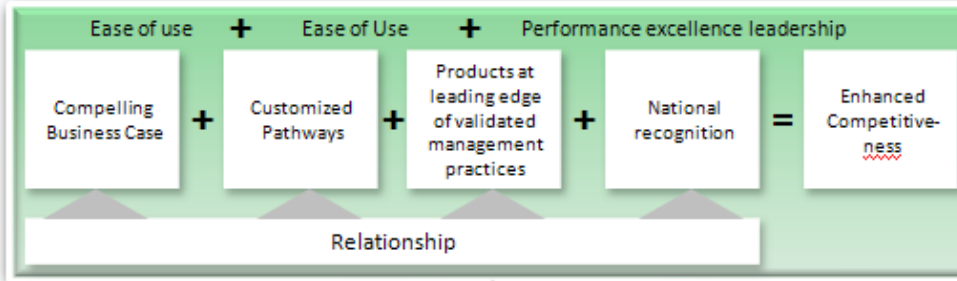 Ease of use + Ease of Use + Performance excellence leadership
Compelling
Business Case
+
Customized
Pathways
+
Products at
leading edge
of validated
management
practices
+
National
recognition
=
Enhanced
Competitive-
ness
Relationship